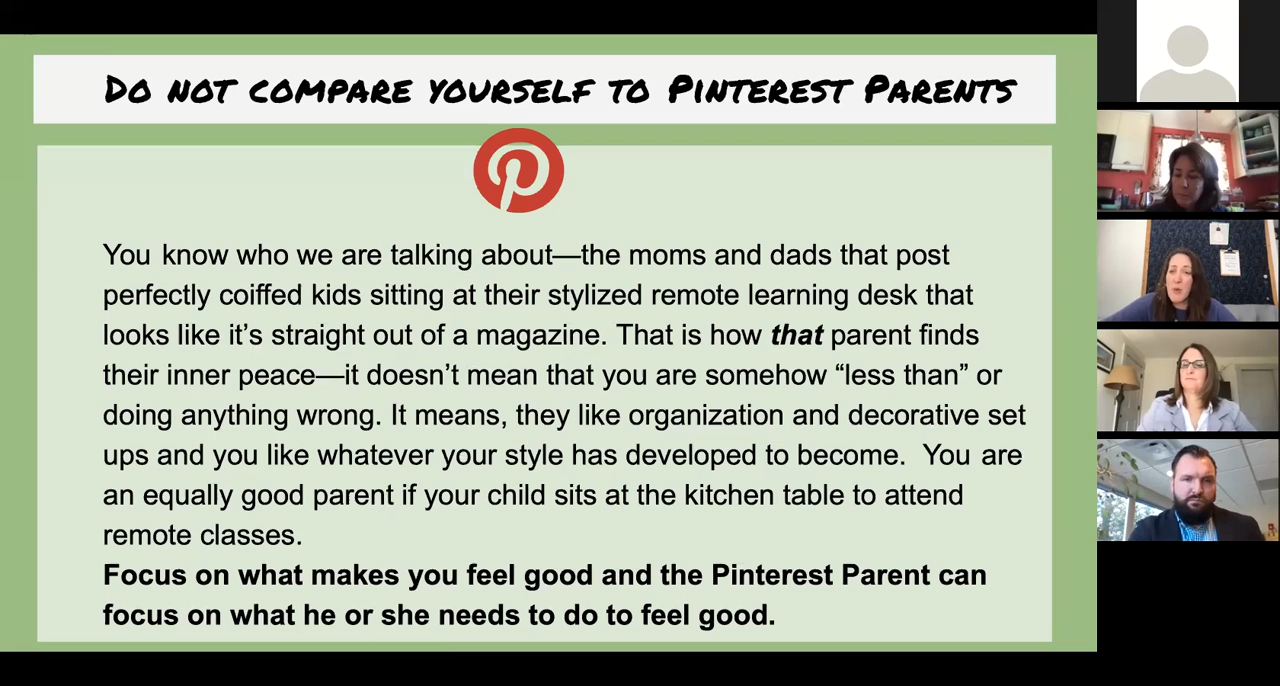 Do not compare yourself to Pinterest Parents
You know who we are talking about—the moms and dads that post
perfectly coiffed kids sitting at their stylized remote learning desk that
looks like it’s straight out of a magazine. That is how that parent finds
their inner peace—it doesn’t mean that you are somehow “less than” or
doing anything wrong. It means, they like organization and decorative set
ups and you like whatever your style has developed to become.  You are
an equally good parent if your child sits at the kitchen table to attend
remote classes.
Focus on what makes you feel good and the Pinterest Parent can
focus on what he or she needs to do to feel good.